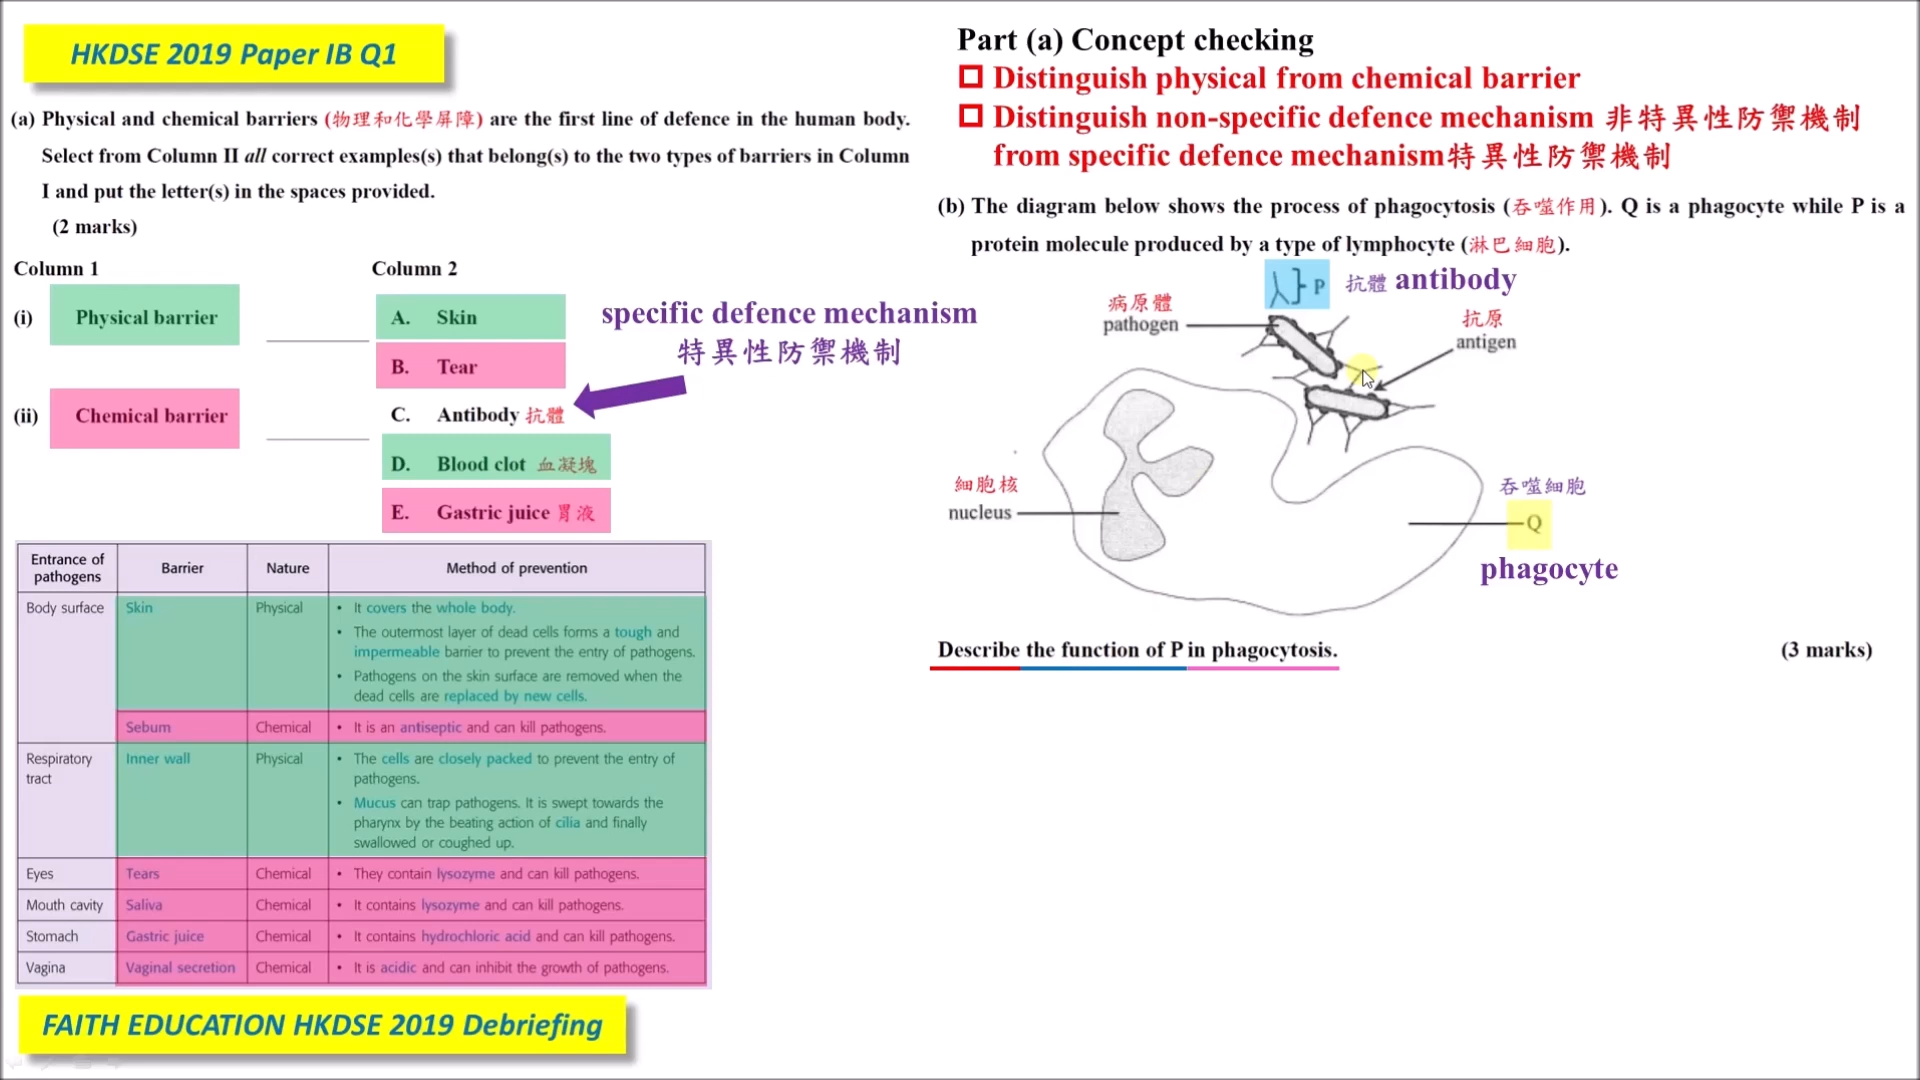 HKDSE 2019 Paper IB Q1
(a) Physical and chemical barriers (物理和化學屏障) are the first line of defence in the human body.
Select from Column II all correct examples(s) that belong(s) to the two types of barriers in Column
I and put the letter(s) in the spaces provided.
(2 marks)
Column 1 Column 2
(i) Physical barrier A. Skin
B. Tear
(ii) Chemical barrier C. Antibody 抗體
D. Blood clot 血凝塊
E. Gastric juice 胃液
specific defence mechanism
特異性防禦機制
Entrance of pathogens Barrier Nature Method of prevention
Body surface Skin Physical • It covers the whole body.
• The outermost layer of dead cells forms a tough and
impermeable barrier to prevent the entry of pathogens.
• Pathogens on the skin surface are removed when the
dead cells are replaced by new cells.
Sebum Chemical • It is an antiseptic and can kill pathogens.
Respiratory tract Inner wall Physical • The cells are closely packed to prevent the entry of
pathogens.
• Mucus can trap pathogens. It is swept towards the
pharynx by the beating action of cilia and finally
swallowed or coughed up.
Eyes Tears Chemical • They contain lysozyme and can kill pathogens.
Mouth cavity Saliva Chemical • It contains lysozyme and can kill pathogens.
Stomach Gastric juice Chemical • It contains hydrochloric acid and can kill pathogens.
Vagina Vaginal secretion Chemical • It is acidic and can inhibit the growth of pathogens.
FAITH EDUCATION HKDSE 2019 Debriefing
Part (a) Concept checking
Distinguish physical from chemical barrier
Distinguish non-specific defence mechanism 非特異性防禦機制
from specific defence mechanism特異性防禦機制
(b) The diagram below shows the process of phagocytosis (吞噬作用). Q is a phagocyte while P is a
protein molecule produced by a type of lymphocyte (淋巴細胞).
P 抗體 antibody
病原體
pathogen
抗原
antigen
細胞核
nucleus
吞噬細胞
Q
phagocyte
Describe the function of P in phagocytosis. (3 marks)